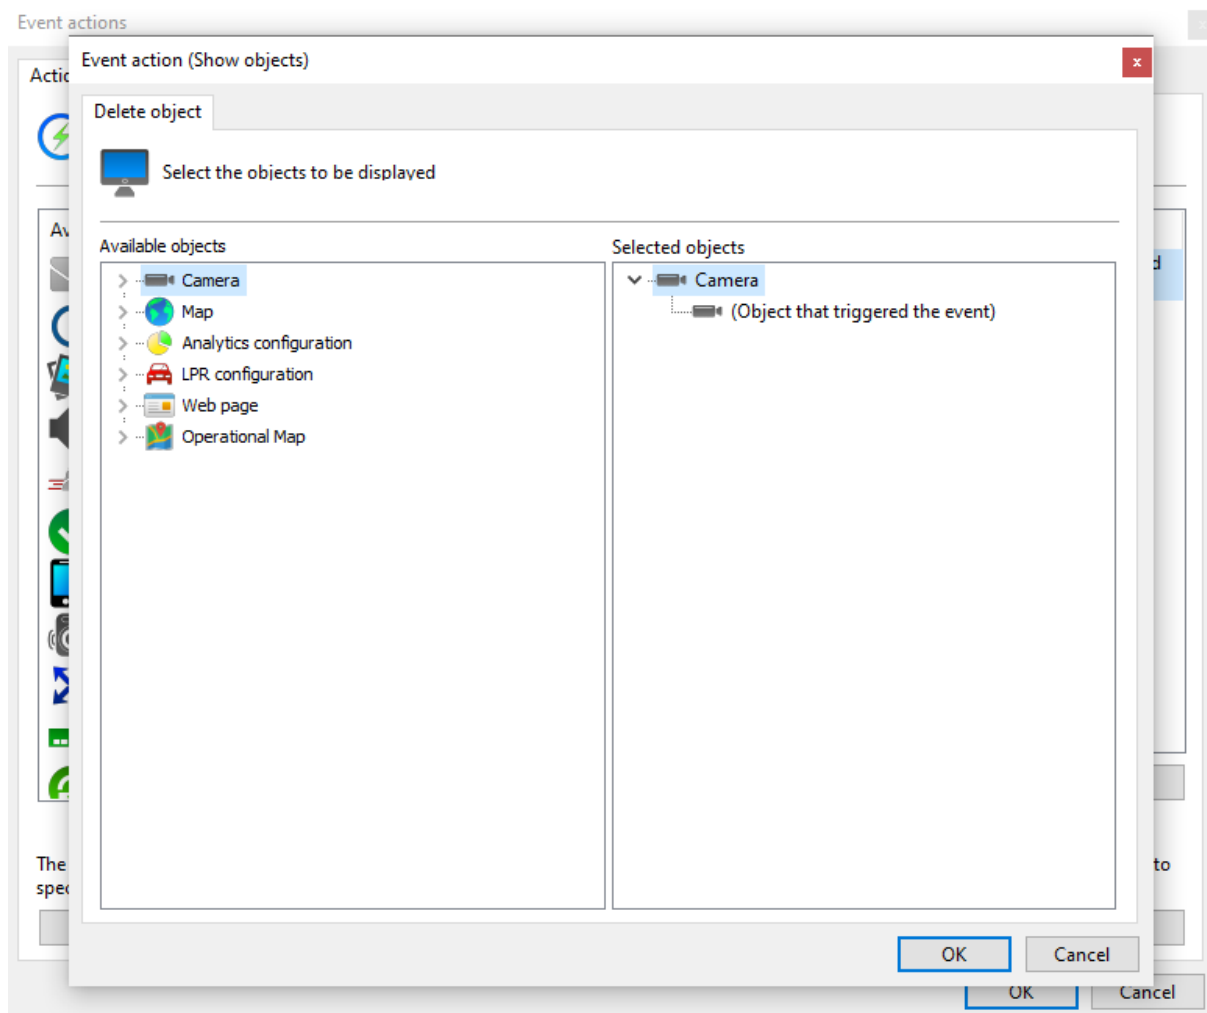 Event actions
Event action (Show objects)
Delete object
Select the objects to be displayed
Available objects
Selected objects
Camera
Map
Analytics configuration
LPR configuration
Web page
Operational Map
Camera
(Object that triggered the event)
The
to
OK
Cancel
OK
Cancel